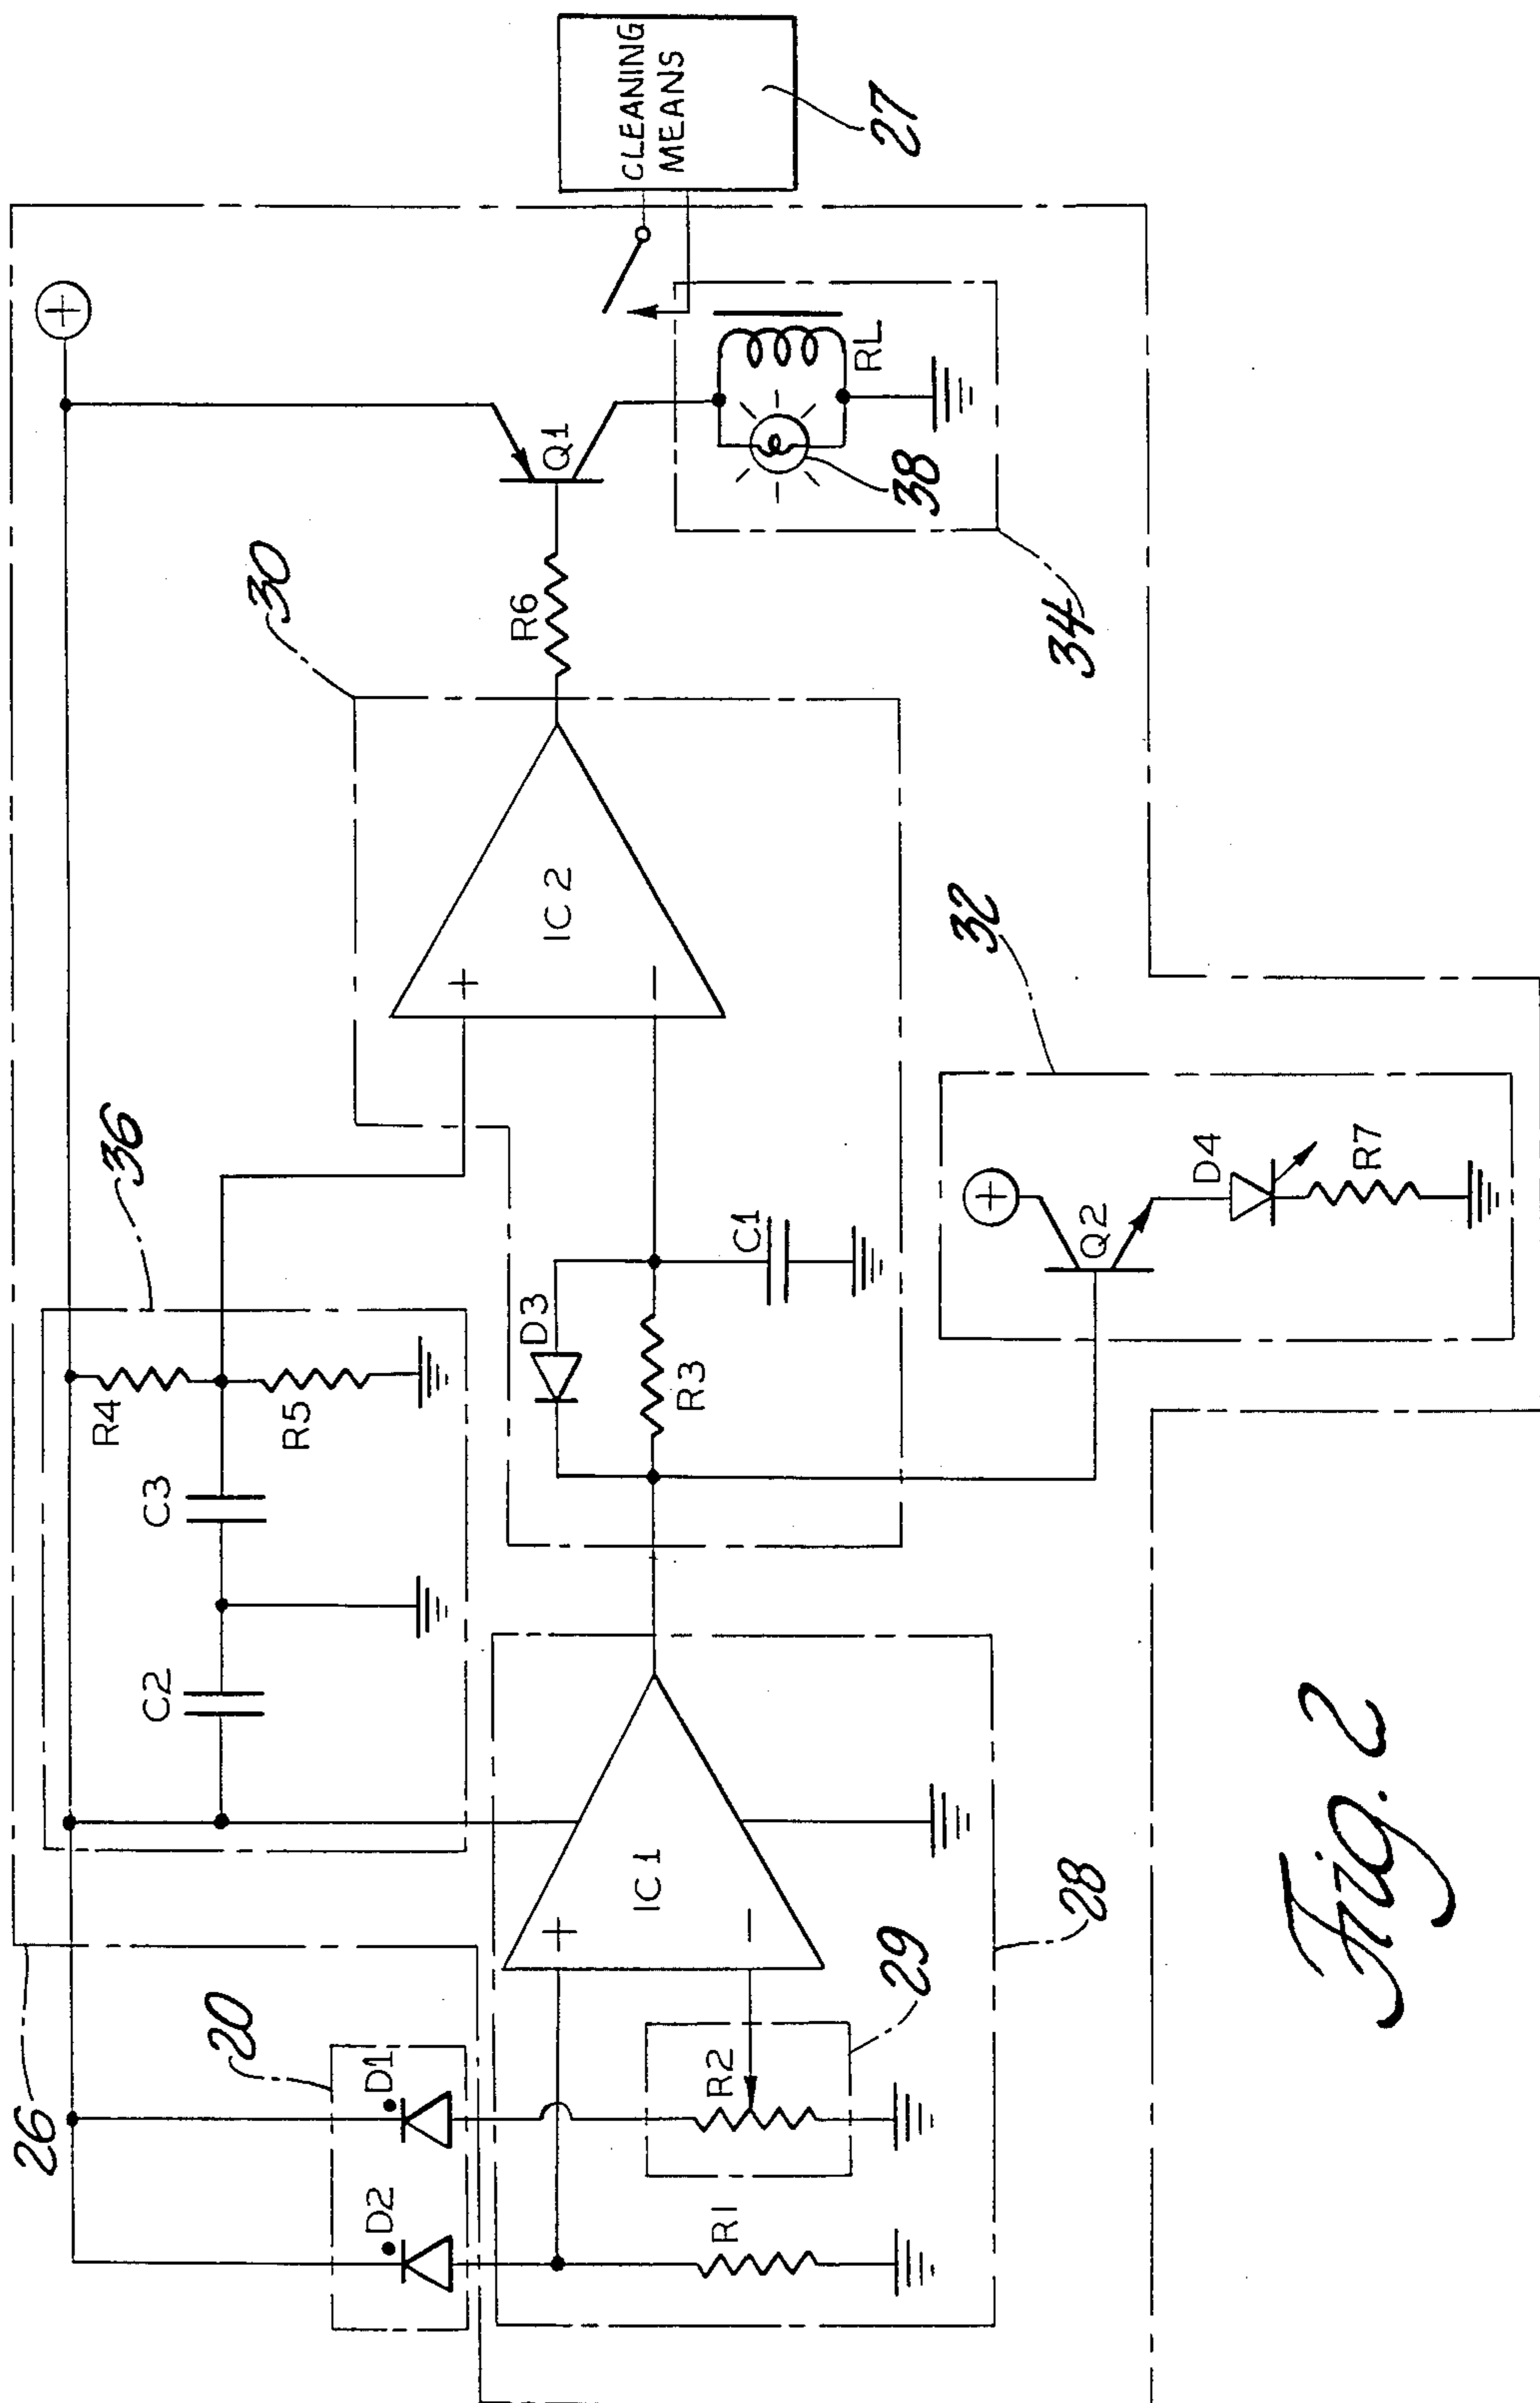 26
20
D2
D1
R1
R2
29
28
IC 1
+
−
C2
C3
R4
R5
36
D3
R3
C1
30
IC 2
+
−
R6
Q1
+
38
RL
34
CLEANING
MEANS
27
32
+
Q2
D4
R7
Fig. 2